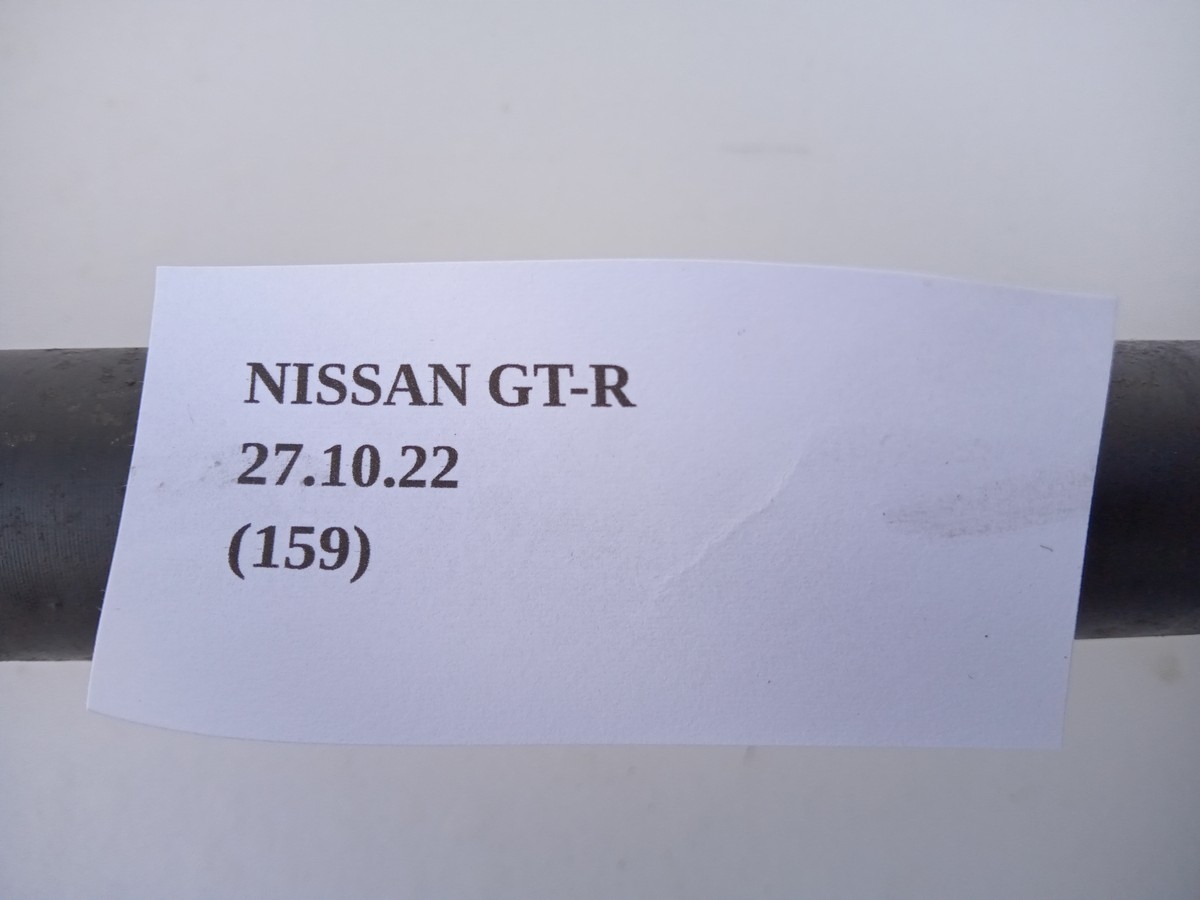 NISSAN GT-R
27.10.22
(159)